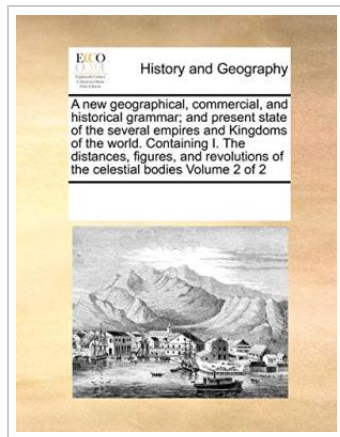 ECCO
History and Geography
A new geographical, commercial, and
historical grammar; and present state
of the several empires and Kingdoms
of the world. Containing I. The
distances, figures, and revolutions of
the celestial bodies Volume 2 of 2